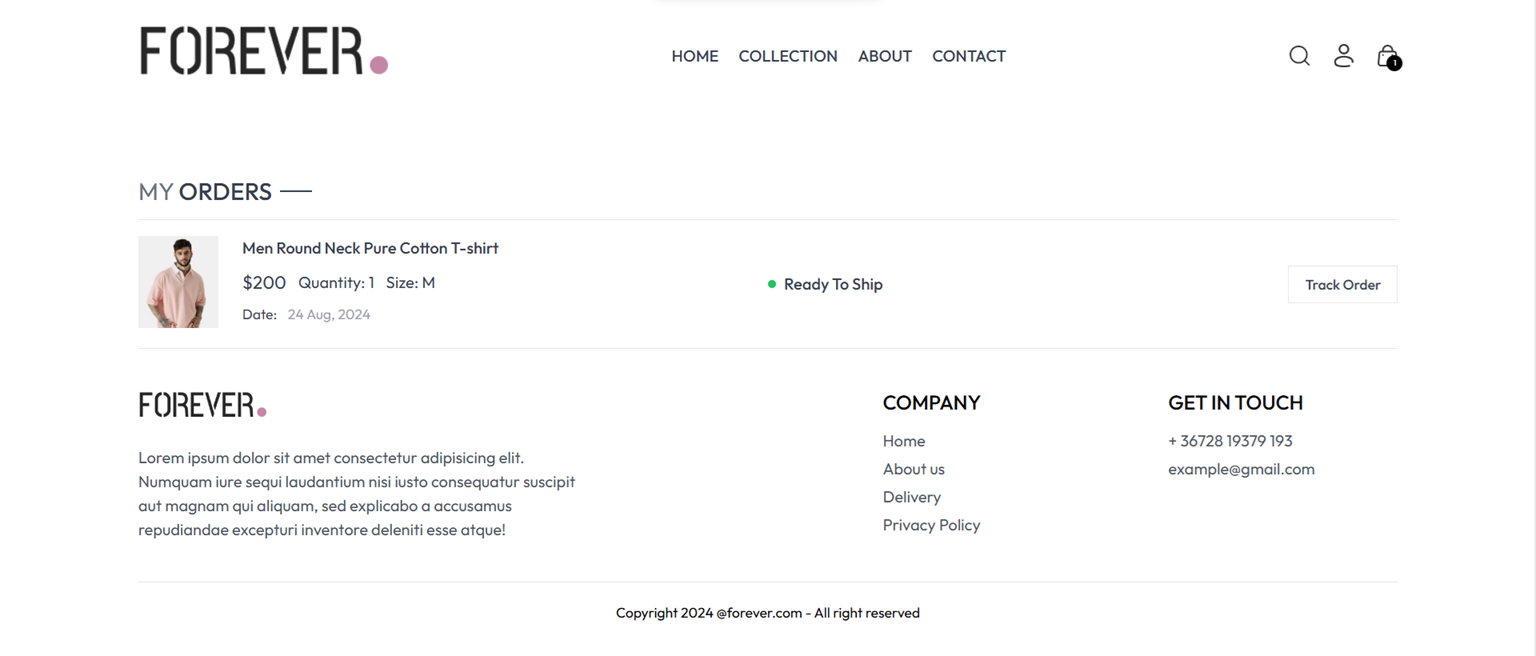 FOREVER.
HOME COLLECTION ABOUT CONTACT
1
MY ORDERS
Men Round Neck Pure Cotton T-shirt
$200 Quantity: 1 Size: M
Date: 24 Aug, 2024
Ready To Ship
Track Order
FOREVER.
Lorem ipsum dolor sit amet consectetur adipisicing elit.
Numquam iure sequi laudantium nisi iusto consequatur suscipit
aut magnam qui aliquam, sed explicabo a accusamus
repudiandae excepturi inventore deleniti esse atque!
COMPANY
Home
About us
Delivery
Privacy Policy
GET IN TOUCH
+ 36728 19379 193
example@gmail.com
Copyright 2024 @forever.com - All right reserved